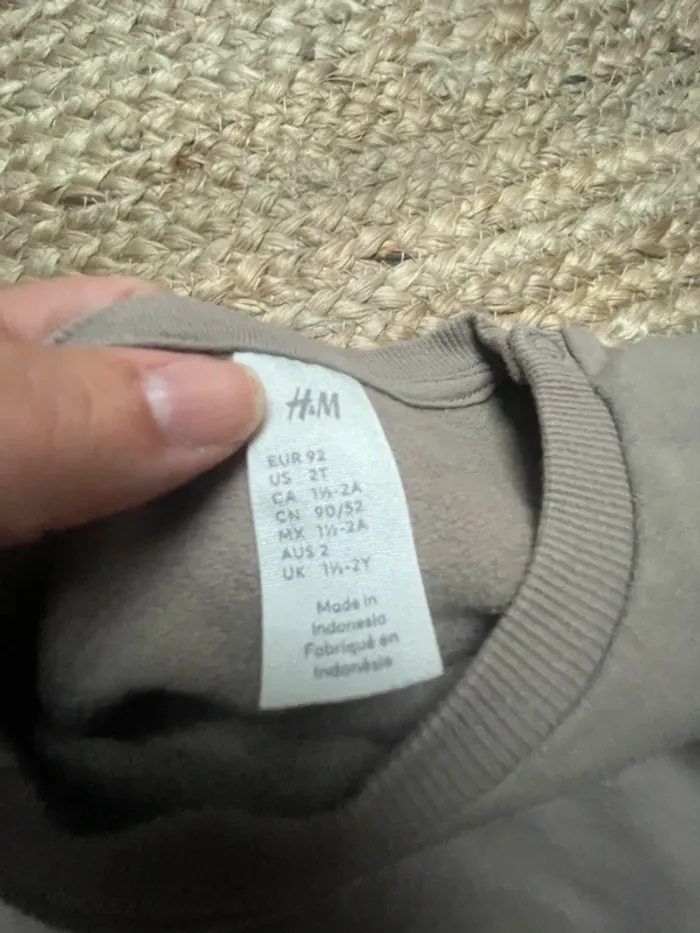 H&M
EUR 92
US 2T
CA 1½-2A
CN 90/52
MX 1½-2A
AUS 2
UK 1½-2Y
Made in
Indonesia
Fabriqué en
Indonésie